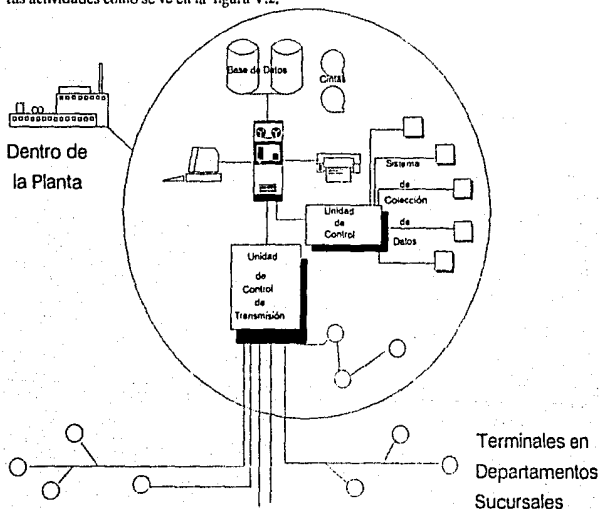 las actividades como se ve en la figura V.2.
Base de Datos
Cintas
Dentro de
la Planta
Sistema
de
Colección
de
Datos
Unidad
de
Control
Unidad
de
Control
de
Transmisión
Terminales en
Departamentos
Sucursales